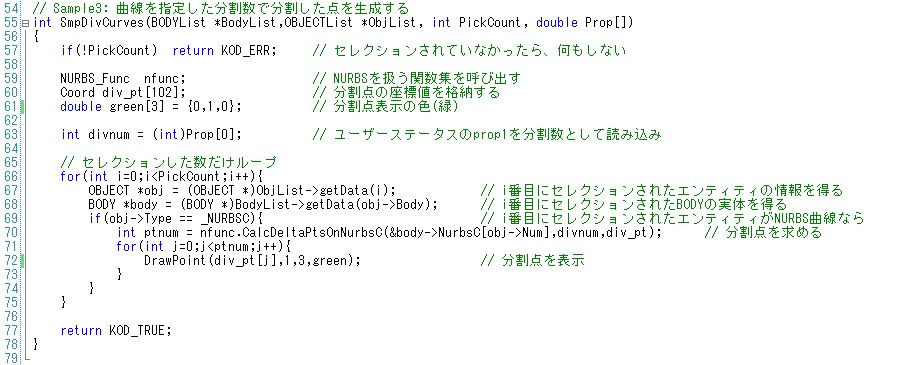 54 // Sample3: 曲線を指定した分割数で分割した点を生成する
55 int SmpDivCurves(BODYList *BodyList,OBJECTList *ObjList, int PickCount, double Prop[])
56 {
57 if(!PickCount) return KOD_ERR; // セレクションされていなかったら、何もしない
58
59 NURBS_Func nfunc; // NURBSを扱う関数集を呼び出す
60 Coord div_pt[102]; // 分割点の座標値を格納する
61 double green[3] = {0,1,0}; // 分割点表示の色(緑)
62
63 int divnum = (int)Prop[0]; // ユーザーステータスのprop1を分割数として読み込み
64
65 // セレクションした数だけループ
66 for(int i=0;i<PickCount;i++){
67 OBJECT *obj = (OBJECT *)ObjList->getData(i); // i番目にセレクションされたエンティティの情報を得る
68 BODY *body = (BODY *)BodyList->getData(obj->Body); // i番目にセレクションされたBODYの実体を得る
69 if(obj->Type == _NURBSC){ // i番目にセレクションされたエンティティがNURBS曲線なら
70 int ptnum = nfunc.CalcDeltaPtsOnNurbsC(&body->NurbsC[obj->Num],divnum,div_pt); // 分割点を求める
71 for(int j=0;j<ptnum;j++){
72 DrawPoint(div_pt[j],1,3,green); // 分割点を表示
73 }
74 }
75 }
76
77 return KOD_TRUE;
78 }
79